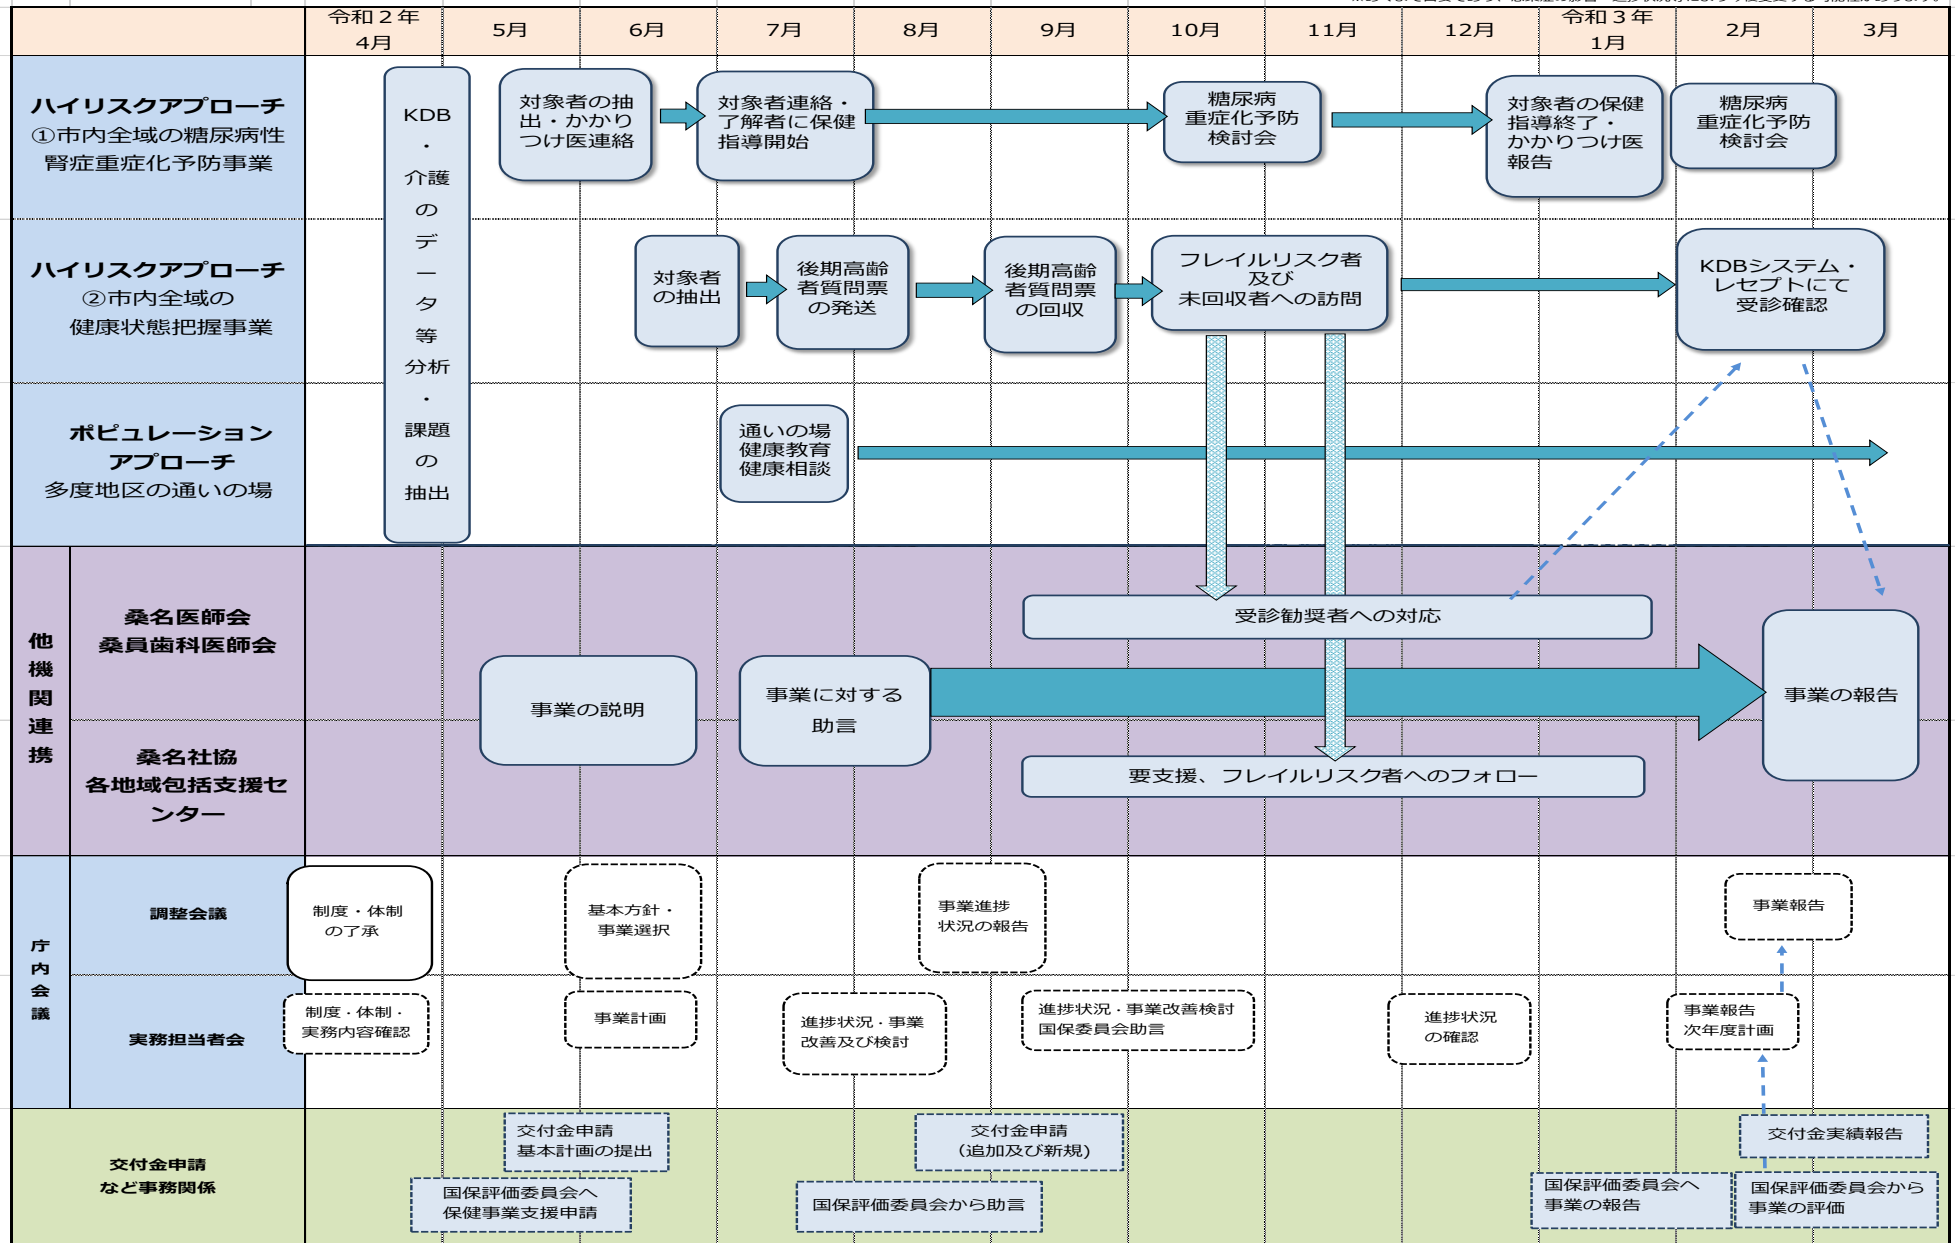 令和２年
4月
5月
6月
7月
8月
9月
10月
11月
12月
令和３年
1月
2月
3月
ハイリスクアプローチ
①市内全域の糖尿病性
腎症重症化予防事業
KDB
・
介護
の
デ
ー
タ
等
分析
・
課題
の
抽出
対象者の抽
出・かかり
つけ医連絡
対象者連絡・
了解者に保健
指導開始
糖尿病
重症化予防
検討会
対象者の保健
指導終了・
かかりつけ医
報告
糖尿病
重症化予防
検討会
ハイリスクアプローチ
②市内全域の
健康状態把握事業
対象者
の抽出
後期高齢
者質問票
の発送
後期高齢
者質問票
の回収
フレイルリスク者
及び
未回収者への訪問
KDBシステム・
レセプトにて
受診確認
ポピュレーション
アプローチ
多度地区の通いの場
通いの場
健康教育
健康相談
他
機
関
連
携
桑名医師会
桑員歯科医師会
受診勧奨者への対応
事業の説明
事業に対する
助言
事業の報告
桑名社協
各地域包括支援セ
ンター
要支援、フレイルリスク者へのフォロー
庁
内
会
議
調整会議
制度・体制
の了承
基本方針・
事業選択
事業進捗
状況の報告
事業報告
実務担当者会
制度・体制・
実務内容確認
事業計画
進捗状況・事業
改善及び検討
進捗状況・事業改善検討
国保委員会助言
進捗状況
の確認
事業報告
次年度計画
交付金申請
など事務関係
交付金申請
基本計画の提出
交付金申請
（追加及び新規）
交付金実績報告
国保評価委員会へ
保健事業支援申請
国保評価委員会から助言
国保評価委員会へ
事業の報告
国保評価委員会から
事業の評価